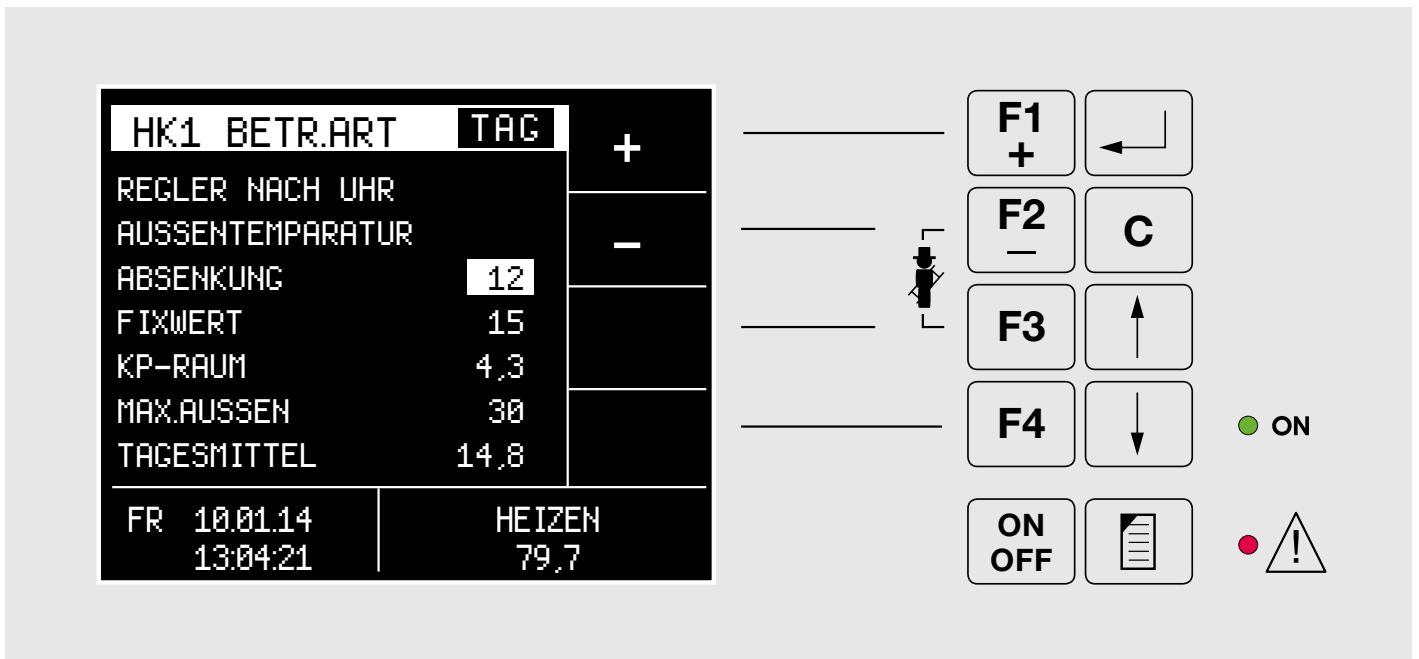 HK1 BETR.ART TAG
+
REGLER NACH UHR
AUSSENTEMPARATUR
–
ABSENKUNG 12
FIXWERT 15
KP-RAUM 4,3
MAX.AUSSEN 30
TAGESMITTEL 14,8
FR 10.01.14
13:04:21
HEIZEN
79,7
F1
+
F2
—
C
F3
F4
ON
ON
OFF
!